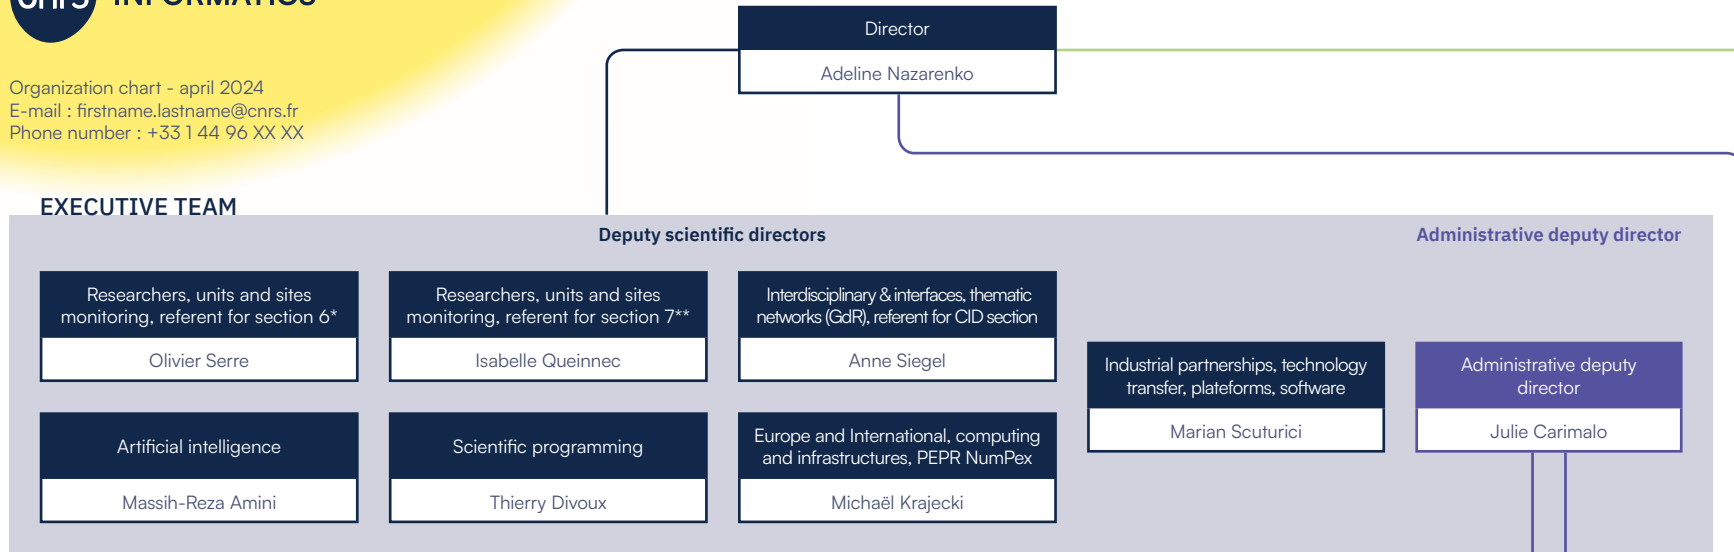 cnrs INFORMATICS
Organization chart - april 2024
E-mail : firstname.lastname@cnrs.fr
Phone number : +33 1 44 96 XX XX
Director
Adeline Nazarenko
EXECUTIVE TEAM
Deputy scientific directors
Administrative deputy director
Researchers, units and sites
monitoring, referent for section 6*
Olivier Serre
Researchers, units and sites
monitoring, referent for section 7**
Isabelle Queinnec
Interdisciplinary & interfaces, thematic
networks (GdR), referent for CID section
Anne Siegel
Industrial partnerships, technology
transfer, plateforms, software
Marian Scuturici
Administrative deputy
director
Julie Carimalo
Artificial intelligence
Massih-Reza Amini
Scientific programming
Thierry Divoux
Europe and International, computing
and infrastructures, PEPR NumPex
Michaël Krajecki